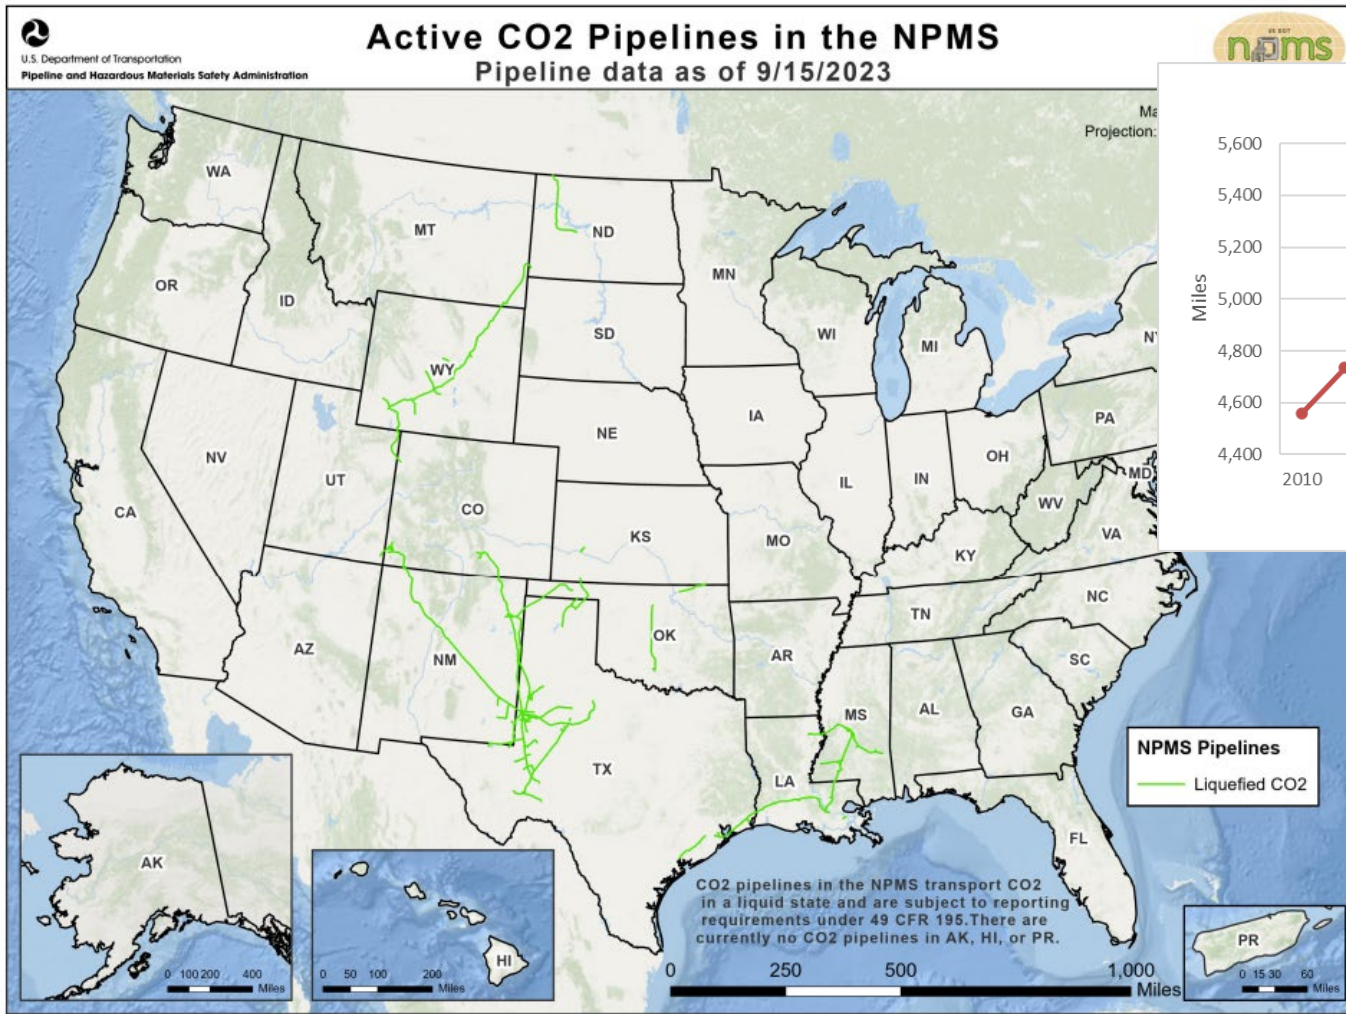 Active CO2 Pipelines in the NPMS
Pipeline data as of 9/15/2023
U.S. Department of Transportation
Pipeline and Hazardous Materials Safety Administration
US DOT
npms
Projection:
5,600
5,400
5,200
5,000
4,800
4,600
4,400
Miles
2010
WA
MT
ND
MN
OR
ID
SD
WI
MI
WY
IA
NE
PA
NV
UT
IL
IN
OH
MD
CA
CO
WV
VA
KS
MO
KY
NC
TN
AZ
NM
OK
AR
SC
MS
AL
GA
TX
LA
FL
NPMS Pipelines
Liquefied CO2
AK
0 100 200 400
Miles
HI
0 50 100 200
Miles
CO2 pipelines in the NPMS transport CO2
in a liquid state and are subject to reporting
requirements under 49 CFR 195.There are
currently no CO2 pipelines in AK, HI, or PR.
0 250 500 1,000
Miles
PR
0 15 30 60
Miles